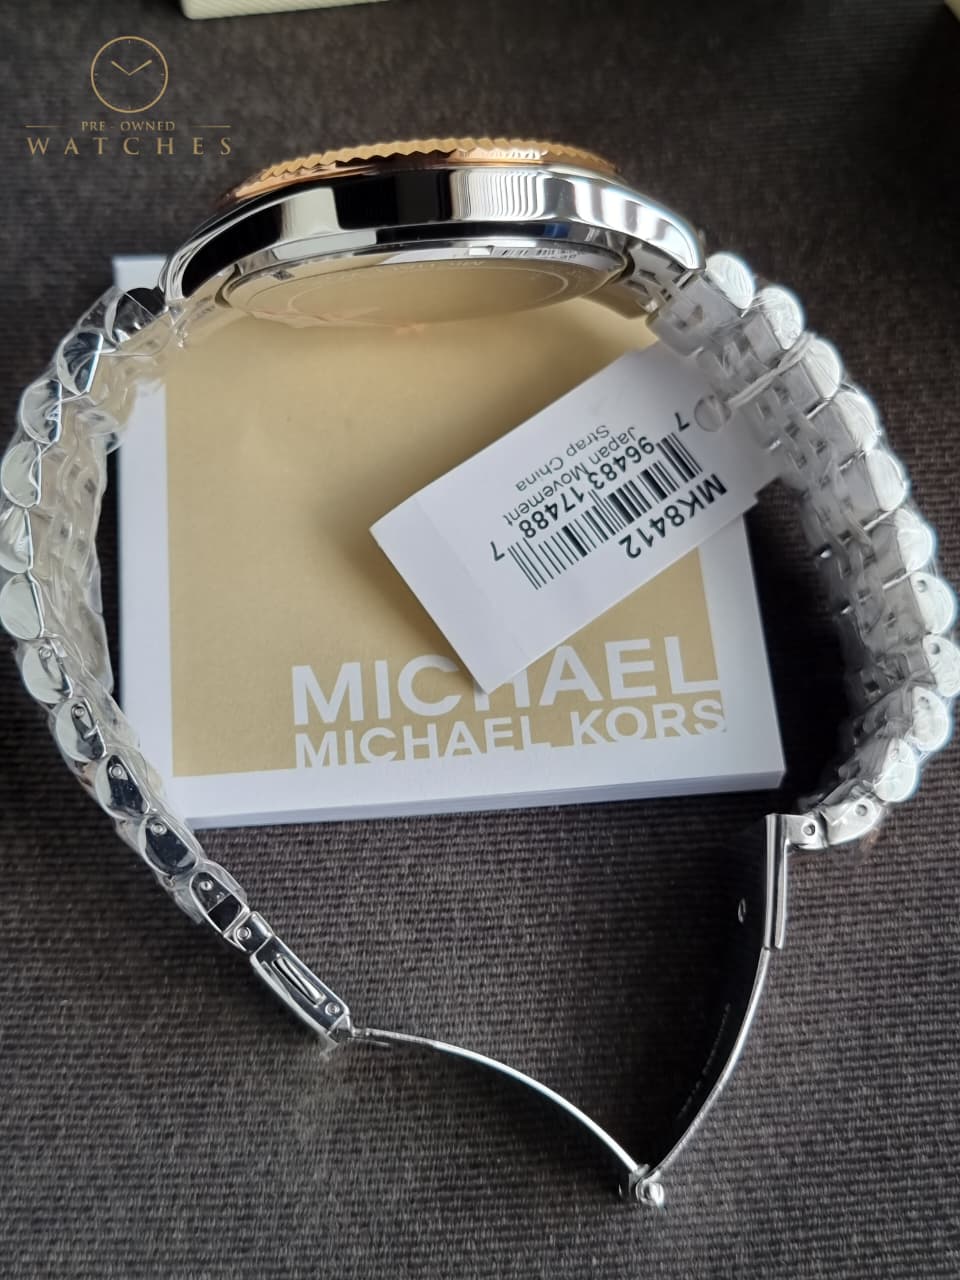 PRE - OWNED
WATCHES
MK8412
7 96483 17488 7
Japan Movement
Strap China
MICHAEL
MICHAEL KORS